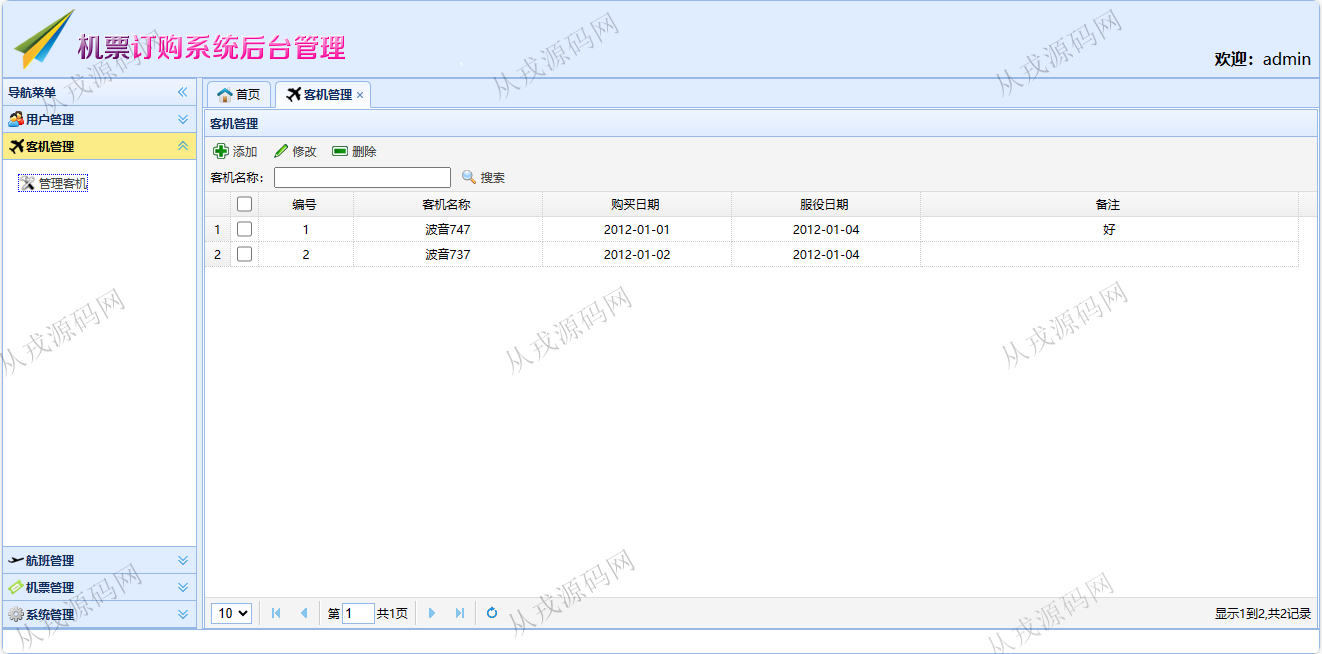 机票订购系统后台管理
欢迎：admin
导航菜单
首页
客机管理
用户管理
客机管理
客机管理
添加 修改 删除
管理客机
客机名称：
搜索
编号 客机名称 购买日期 服役日期 备注
1 1 波音747 2012-01-01 2012-01-04 好
2 2 波音737 2012-01-02 2012-01-04
航班管理
机票管理
系统管理
10 第 1 共1页
显示1到2,共2记录
从戎源码网
从戎源码网
从戎源码网
从戎源码网
从戎源码网
从戎源码网
从戎源码网
从戎源码网
从戎源码网